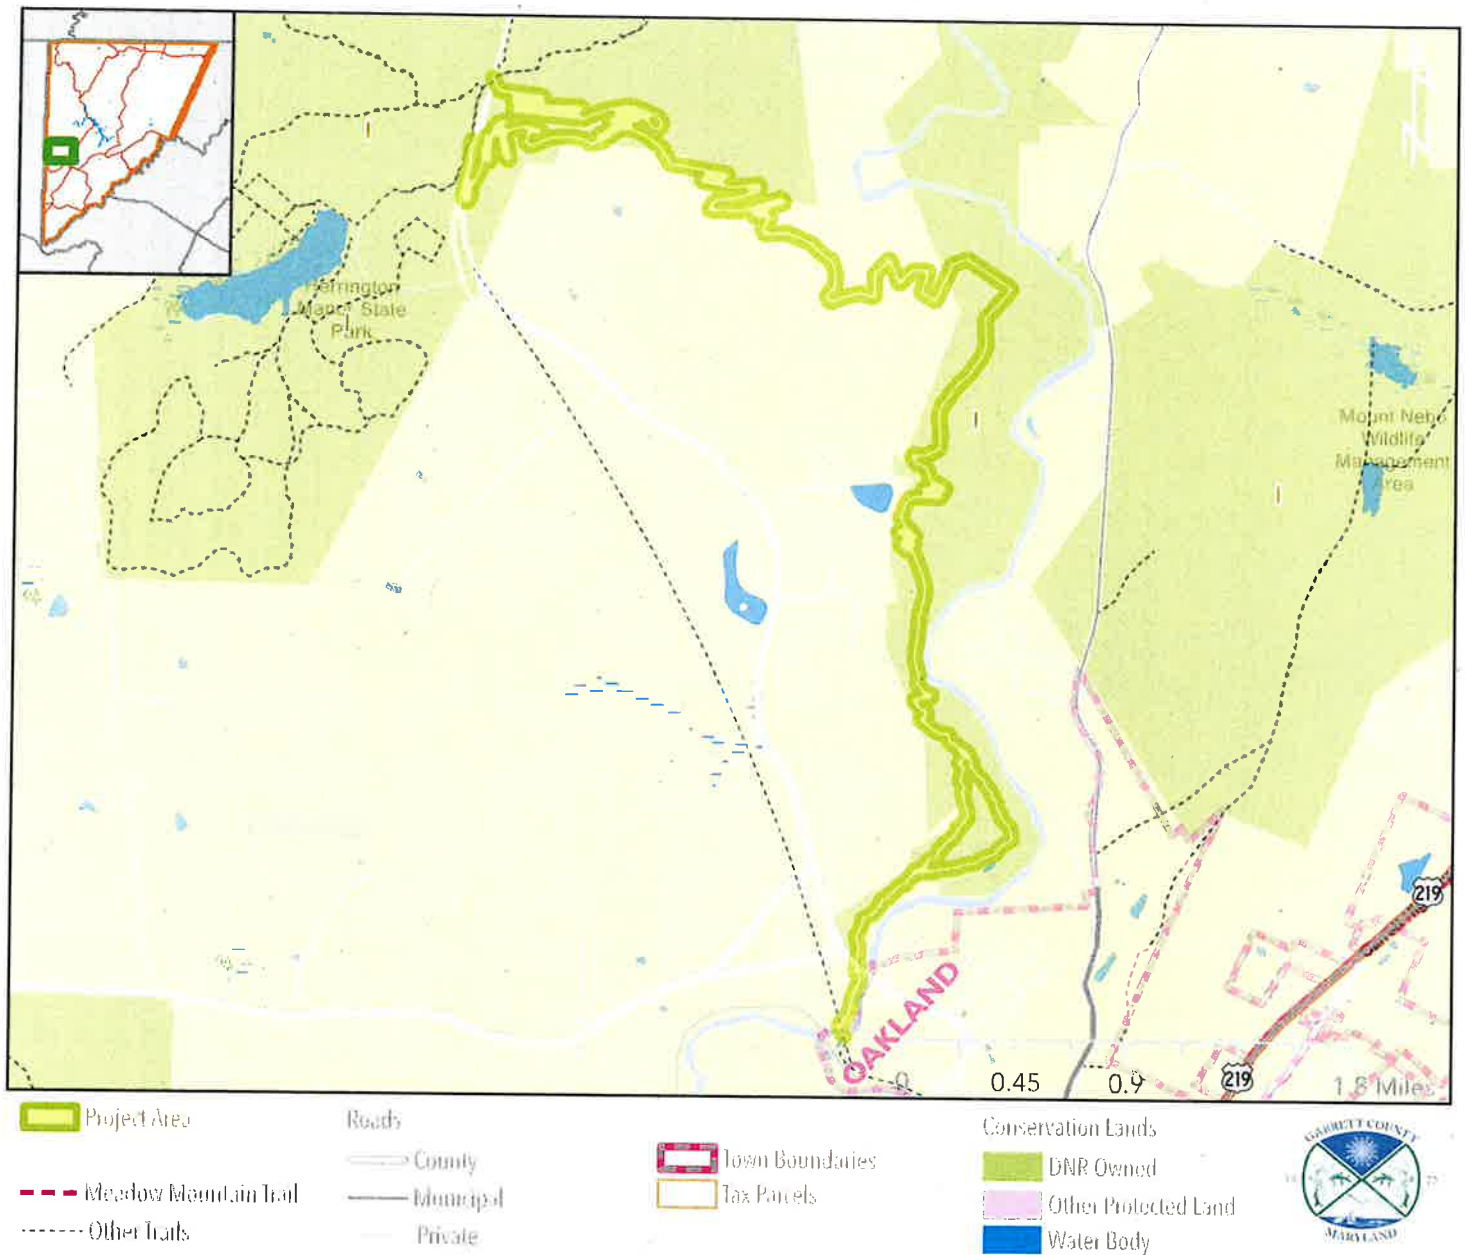 Herrington
Manor State
Park
Mount Nebo
Wildlife
Management
Area
219
OAKLAND
0
0.45
0.9
219
1.8 Miles
Project Area
Meadow Mountain Trail
Other Trails
Roads
County
Municipal
Private
Town Boundaries
Tax Parcels
Conservation Lands
DNR Owned
Other Protected Land
Water Body
GARRETT COUNTY
MARYLAND